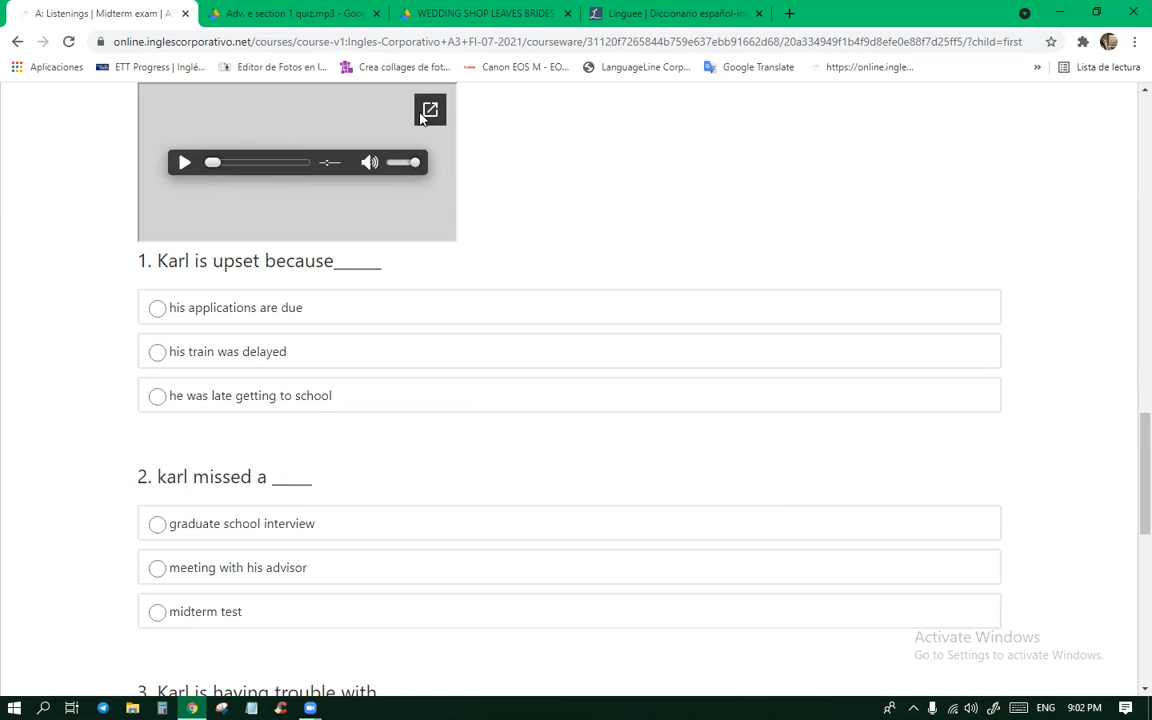 A: Listenings | Midterm exam | A3
Adv. e section 1 quiz.mp3 - Goo
WEDDING SHOP LEAVES BRIDES
Linguee | Diccionario español-in
online.inglescorporativo.net/courses/course-v1:Ingles-Corporativo+A3+FI-07-2021/courseware/31120f7265844b759e637ebb91662d68/20a334949f1b4f9d8efe0e88f7d25ff5/?child=first
Aplicaciones
ETT Progress | Inglé...
Editor de Fotos en l...
Crea collages de fot...
Canon EOS M - EO...
LanguageLine Corp...
Google Translate
https://online.ingle...
»
Lista de lectura
-:--
1. Karl is upset because______
his applications are due
his train was delayed
he was late getting to school
2. karl missed a _____
graduate school interview
meeting with his advisor
midterm test
Activate Windows
Go to Settings to activate Windows.
3. Karl is having trouble with
ENG
9:02 PM